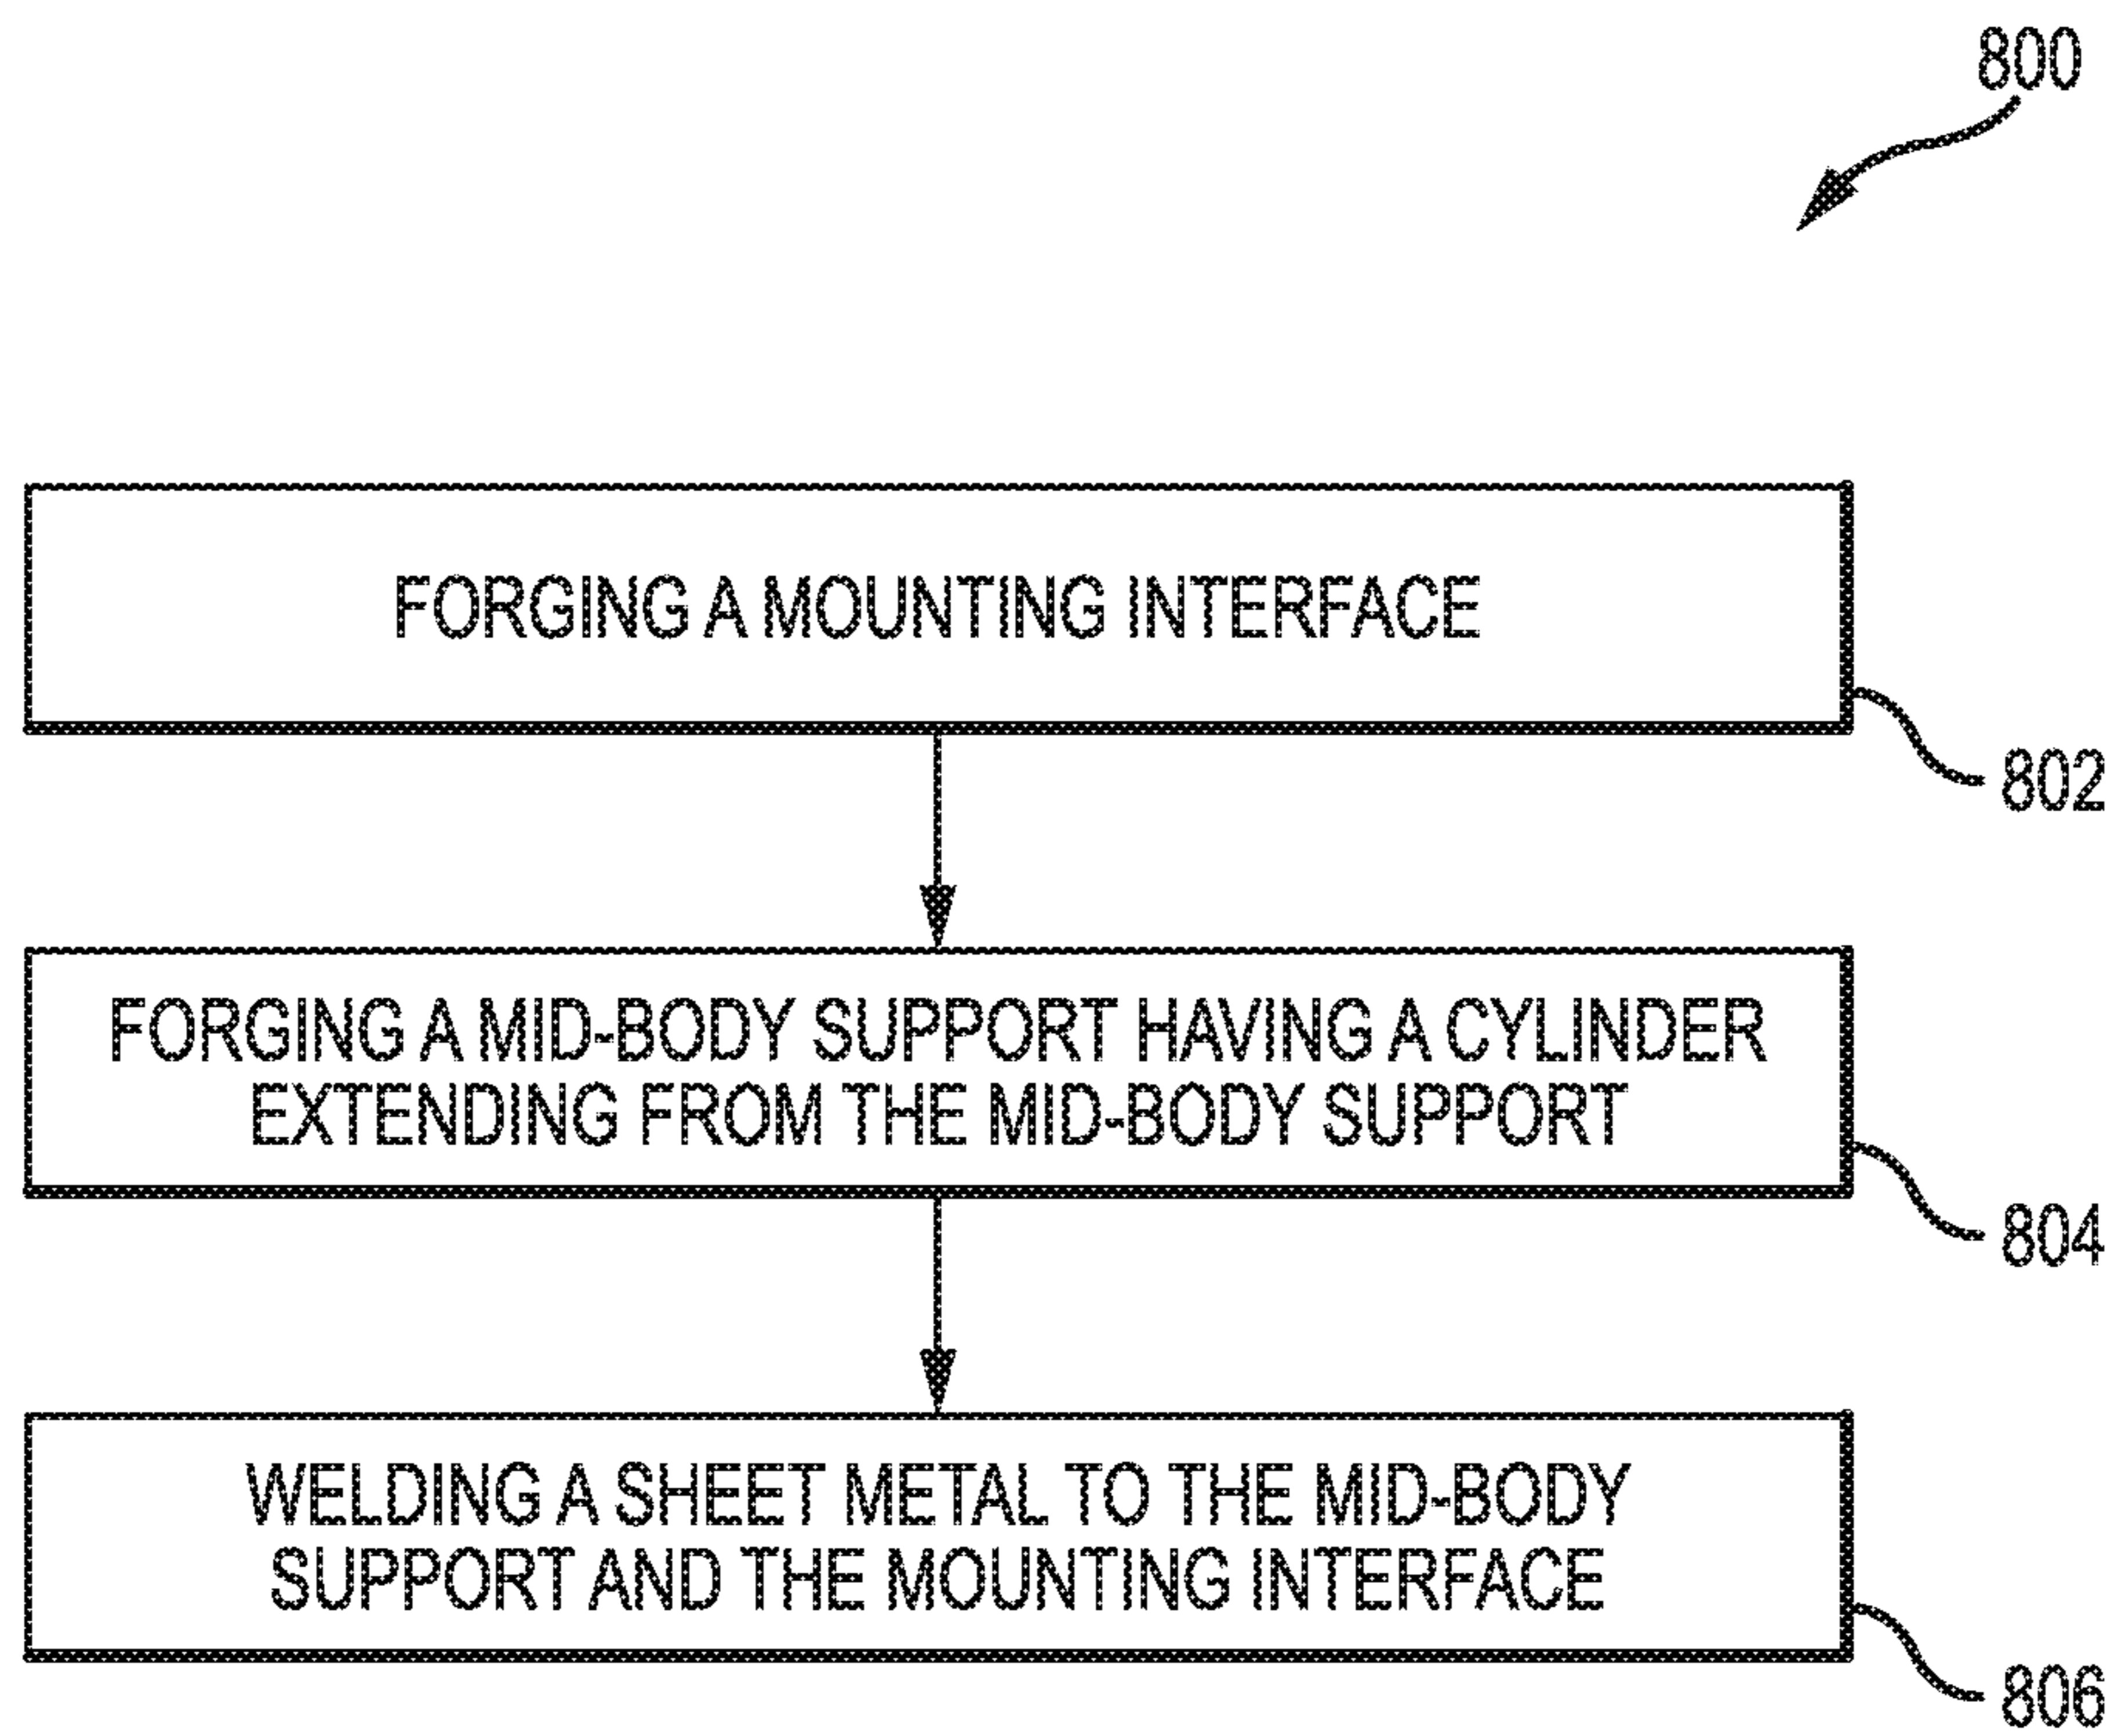 800
FORGING A MOUNTING INTERFACE
802
FORGING A MID-BODY SUPPORT HAVING A CYLINDER
EXTENDING FROM THE MID-BODY SUPPORT
804
WELDING A SHEET METAL TO THE MID-BODY
SUPPORT AND THE MOUNTING INTERFACE
806